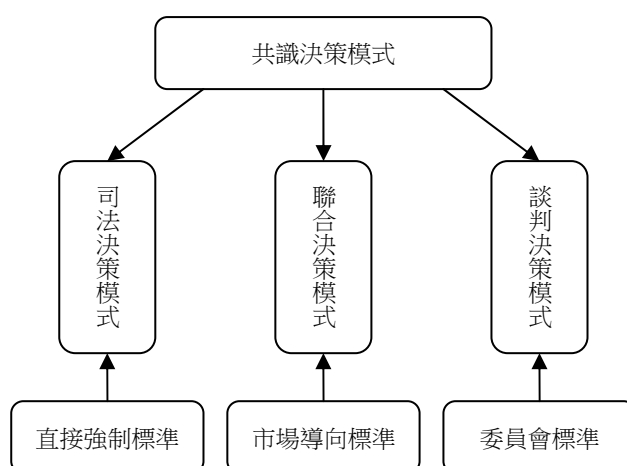 共識決策模式
司法決策模式
聯合決策模式
談判決策模式
直接強制標準
市場導向標準
委員會標準